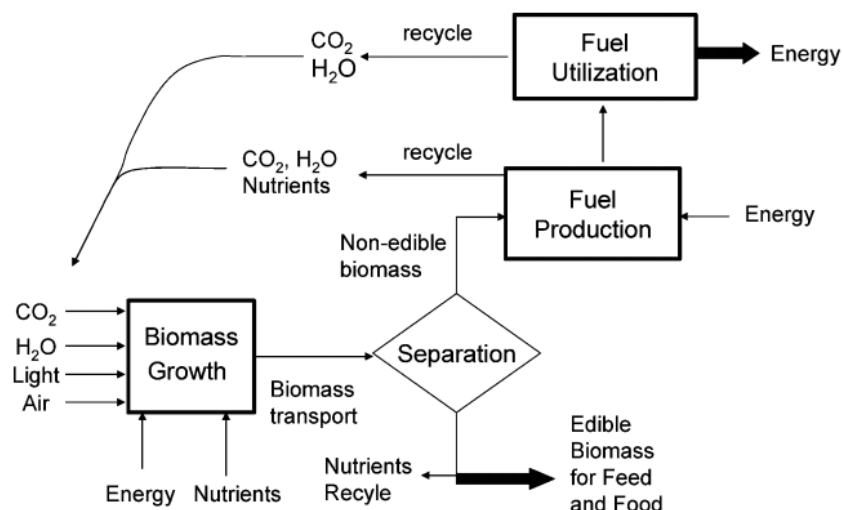 CO₂
H₂O
recycle
Fuel
Utilization
Energy
CO₂, H₂O
Nutrients
recycle
Fuel
Production
Energy
Non-edible
biomass
CO₂
H₂O
Light
Air
Biomass
Growth
Biomass
transport
Separation
Energy
Nutrients
Nutrients
Recyle
Edible
Biomass
for Feed
and Food